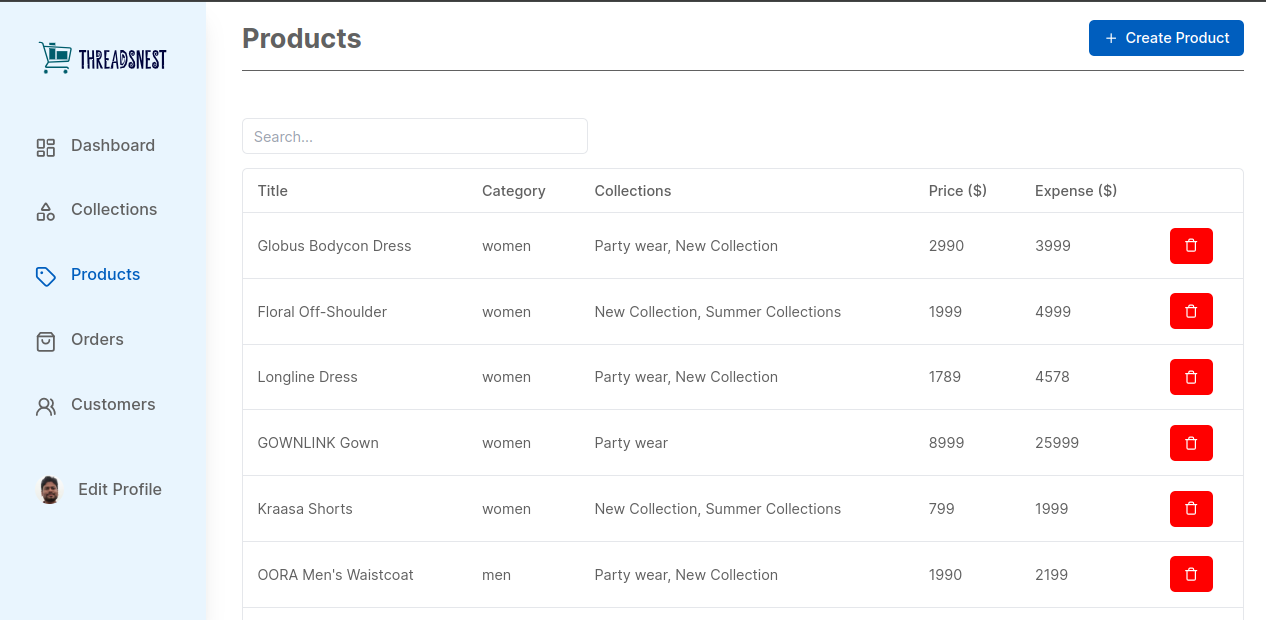 THREADSNEST
Dashboard
Collections
Products
Orders
Customers
Edit Profile
Products
+ Create Product
Search...
Title Category Collections Price ($) Expense ($)
Globus Bodycon Dress women Party wear, New Collection 2990 3999
Floral Off-Shoulder women New Collection, Summer Collections 1999 4999
Longline Dress women Party wear, New Collection 1789 4578
GOWNLINK Gown women Party wear 8999 25999
Kraasa Shorts women New Collection, Summer Collections 799 1999
OORA Men's Waistcoat men Party wear, New Collection 1990 2199